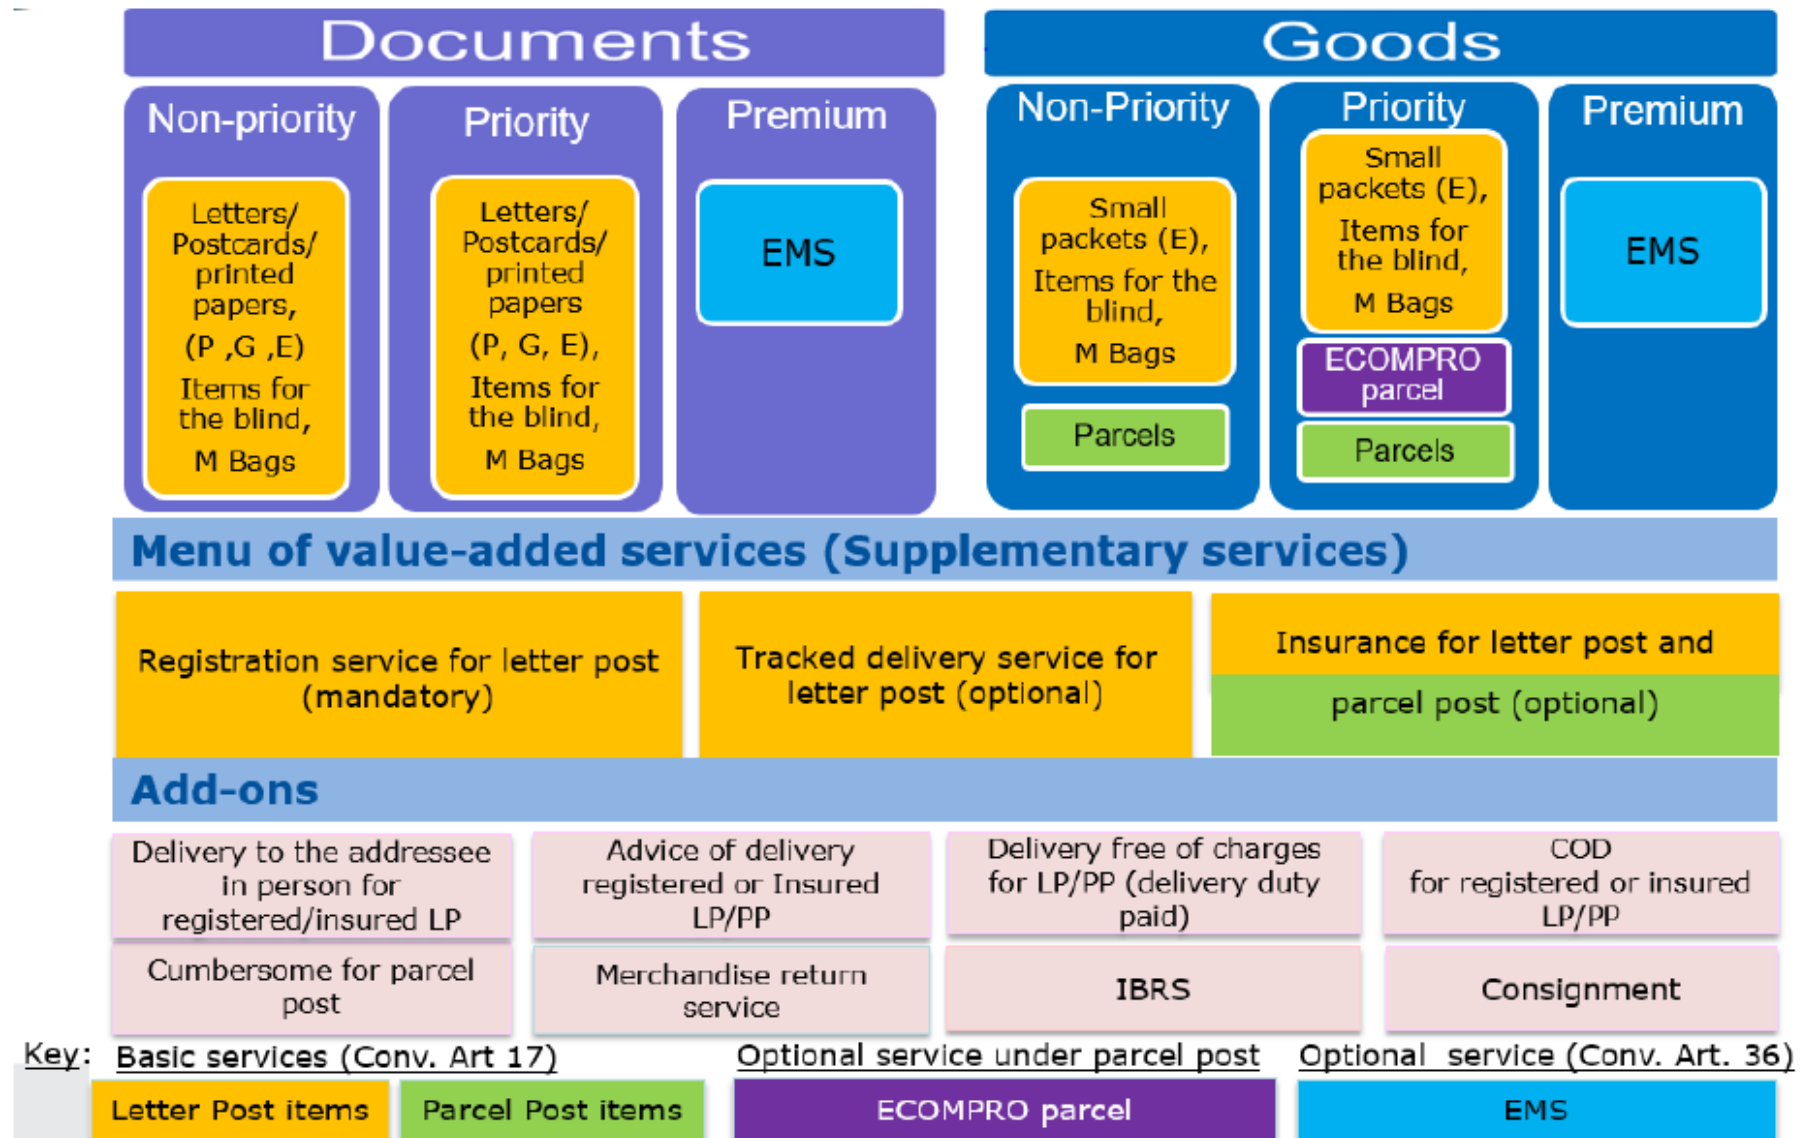 Documents
Goods
Non-priority
Priority
Premium
Non-Priority
Priority
Premium
Letters/
Postcards/
printed
papers,
(P ,G ,E)
Items for
the blind,
M Bags
Letters/
Postcards/
printed
papers
(P, G, E),
Items for
the blind,
M Bags
EMS
Small
packets (E),
Items for the
blind,
M Bags
Parcels
Small
packets (E),
Items for
the blind,
M Bags
ECOMPRO
parcel
Parcels
EMS
Menu of value-added services (Supplementary services)
Registration service for letter post
(mandatory)
Tracked delivery service for
letter post (optional)
Insurance for letter post and
parcel post (optional)
Add-ons
Delivery to the addressee
in person for
registered/insured LP
Advice of delivery
registered or Insured
LP/PP
Delivery free of charges
for LP/PP (delivery duty
paid)
COD
for registered or insured
LP/PP
Cumbersome for parcel
post
Merchandise return
service
IBRS
Consignment
Key:
Basic services (Conv. Art 17)
Optional service under parcel post
Optional service (Conv. Art. 36)
Letter Post items
Parcel Post items
ECOMPRO parcel
EMS